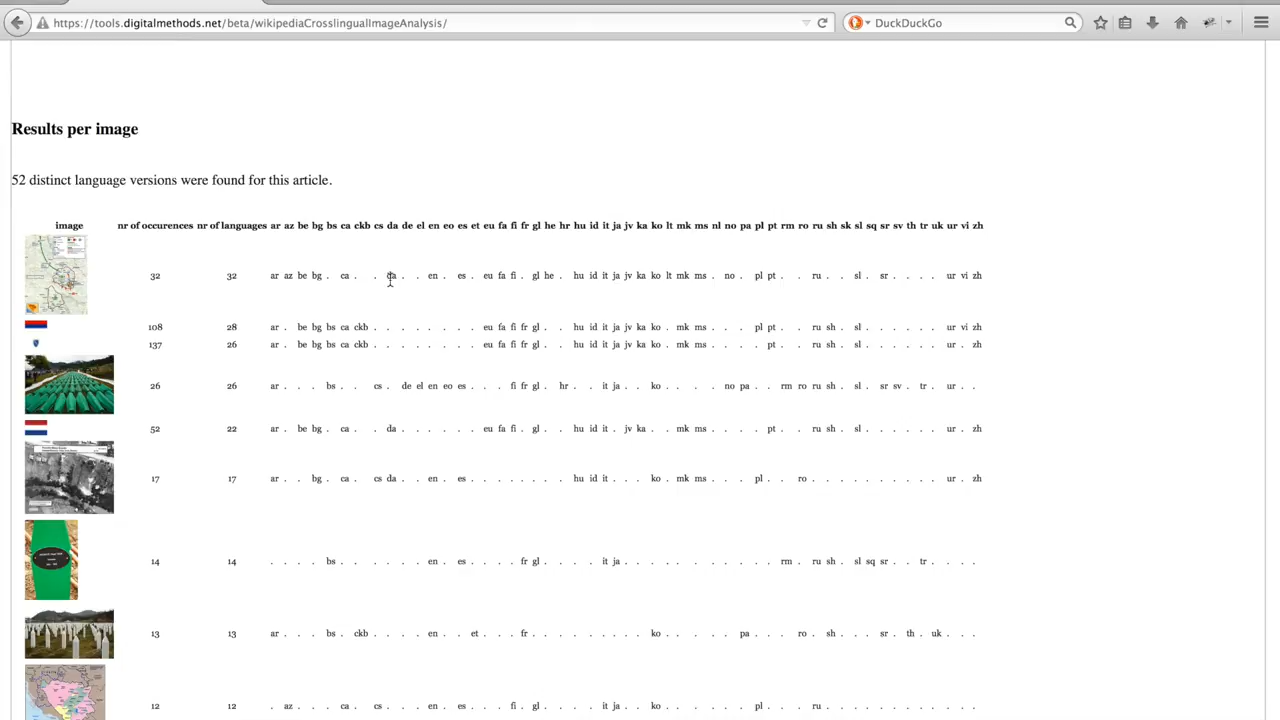 https://tools.digitalmethods.net/beta/wikipediaCrosslingualImageAnalysis/
DuckDuckGo
Results per image
52 distinct language versions were found for this article.
image nr of occurences nr of languages ar az be bg bs ca ckb cs da de el en eo es et eu fa fi fr gl he hr hu id it ja jv ka ko lt mk ms nl no pa pl pt rm ro ru sh sk sl sq sr sv th tr uk ur vi zh
32 32 ar az be bg . ca . . da . . en . es . eu fa fi . gl he . hu id it ja jv ka ko lt mk ms . no . pl pt . . ru . . sl . sr . . . . ur vi zh
108 28 ar . be bg bs ca ckb . . . . . . . . eu fa fi fr gl . . hu id it ja jv ka ko . mk ms . . . pl pt . . ru sh . sl . . . . . . ur vi zh
137 26 ar . be bg bs ca ckb . . . . . . . . eu fa fi fr gl . . hu id it ja jv ka ko . mk ms . . . . pt . . ru sh . sl . . . . . . ur . zh
26 26 ar . . . bs . . cs . de el en eo es . . . fi fr gl . hr . . it ja . . ko . . . . no pa . . rm ro ru sh . sl . sr sv . tr . ur . .
52 22 ar . be bg . ca . . da . . . . . . eu fa fi . gl . . hu id it . jv ka . . mk ms . . . . pt . . ru sh . sl . . . . . . ur . zh
17 17 ar . . bg . ca . cs da . . en . es . . . . . . . . hu id it . . . ko . mk ms . . . pl . . ro . . . . . . . . . . ur . zh
14 14 . . . . bs . . . . . . en . es . . . . fr gl . . . . it ja . . . . . . . . . . . rm . ru sh . sl sq sr . . tr . . . .
13 13 ar . . . bs . ckb . . . . en . . et . . . fr . . . . . . . . . ko . . . . . pa . . . ro . sh . . . sr . th . uk . . .
12 12 . az . . . ca . cs . . . en . es . . . fi . gl . . . . it . . . ko . . . . . . pl pt . . ru . . . . . . . . . . . .